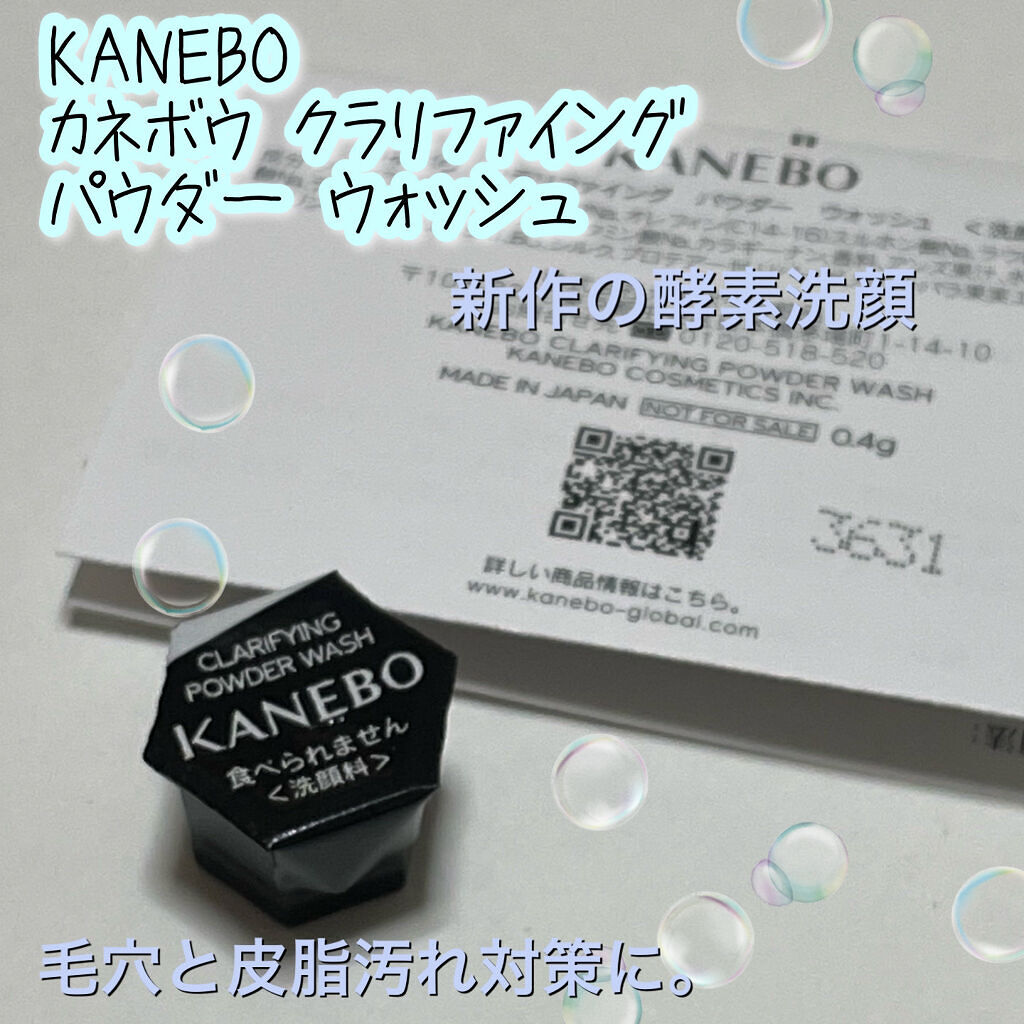 KANEBO
カネボウ クラリファイング
パウダー ウォッシュ
KANEBO
パウダー ウォッシュ
新作の酵素洗顔
1-14-10
0120-518-520
KANEBO CLARIFYING POWDER WASH
KANEBO COSMETICS INC.
MADE IN JAPAN NOT FOR SALE 0.4g
3631
詳しい商品情報はこちら。
www.kanebo-global.com
CLARIFYING
POWDER WASH
KANEBO
食べられません
<洗顔料>
毛穴と皮脂汚れ対策に。